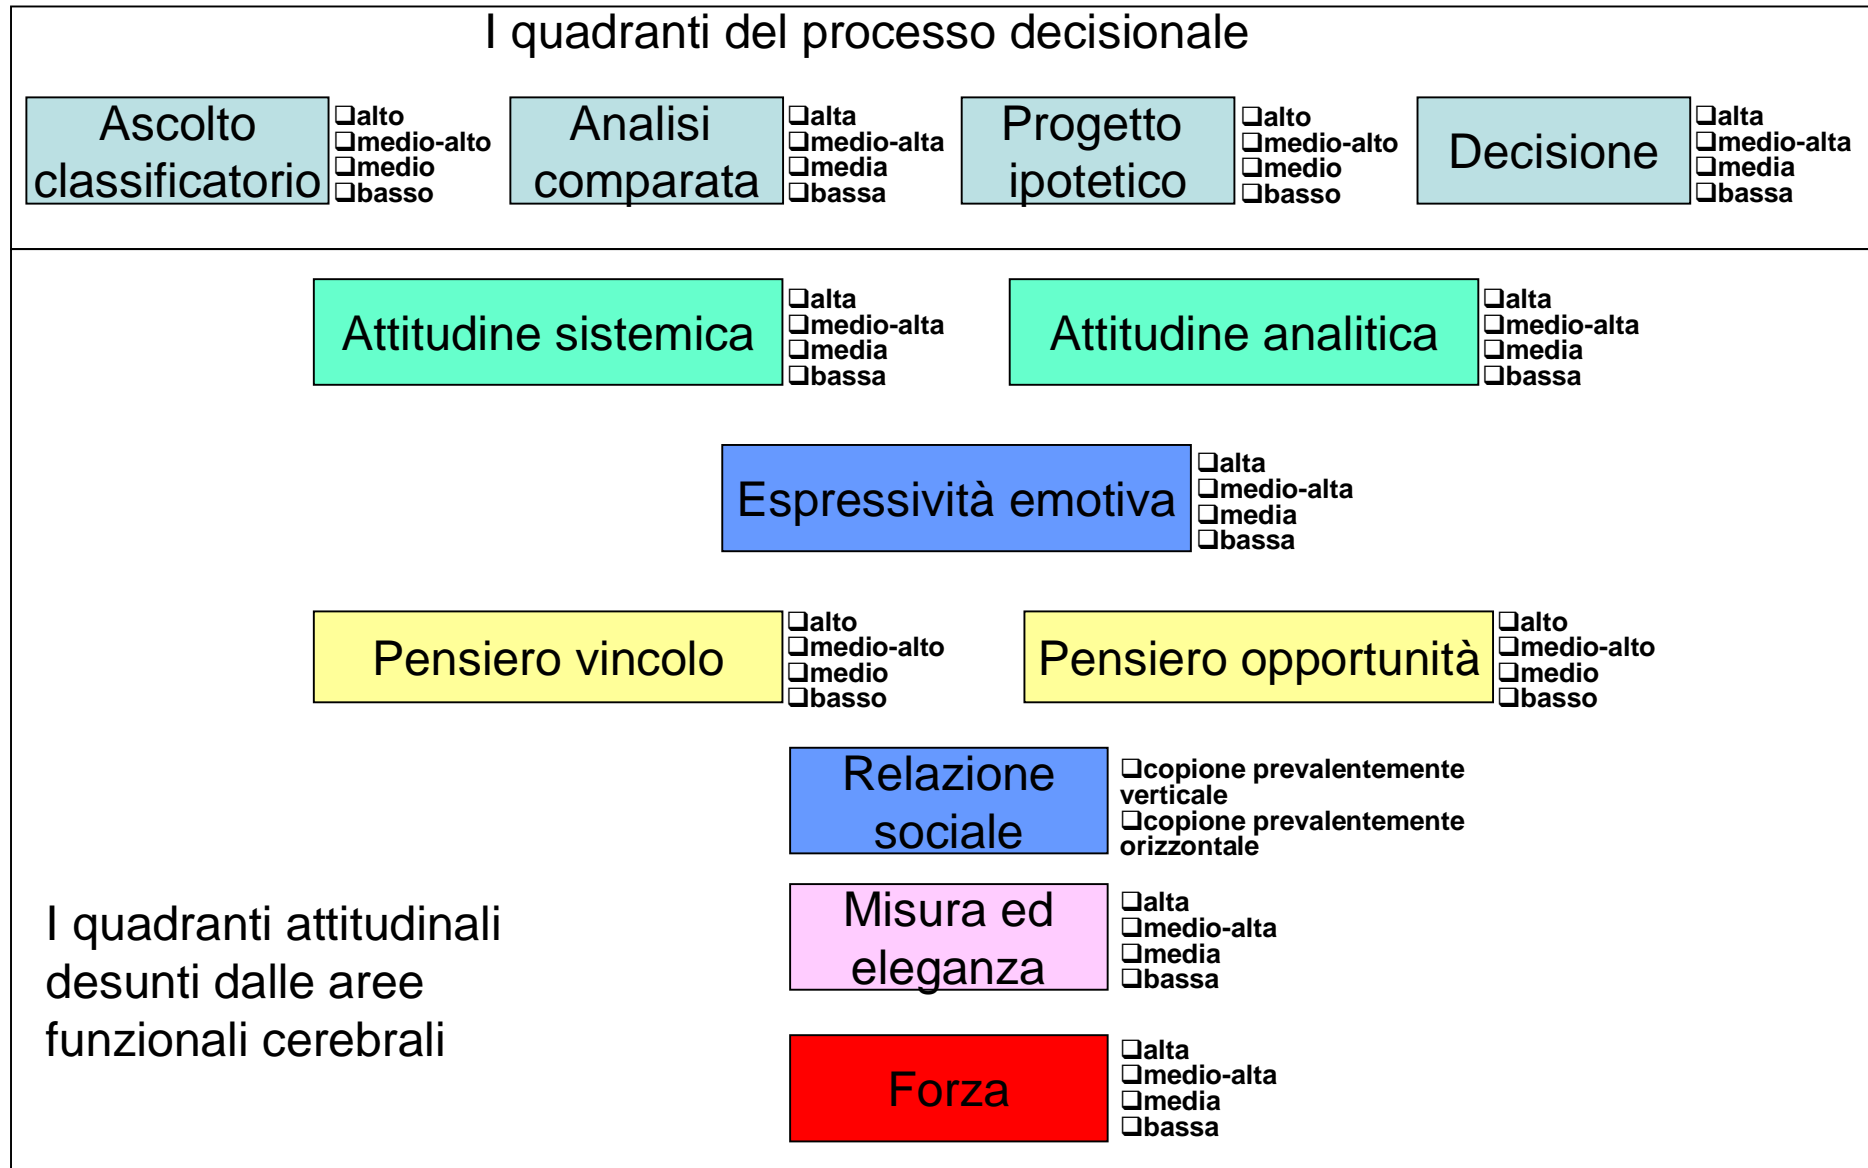 I quadranti del processo decisionale
Ascolto
classificatorio
❑alto
❑medio-alto
❑medio
❑basso
Analisi
comparata
❑alta
❑medio-alta
❑media
❑bassa
Progetto
ipotetico
❑alto
❑medio-alto
❑medio
❑basso
Decisione
❑alta
❑medio-alta
❑media
❑bassa
Attitudine sistemica
❑alta
❑medio-alta
❑media
❑bassa
Attitudine analitica
❑alta
❑medio-alta
❑media
❑bassa
Espressività emotiva
❑alta
❑medio-alta
❑media
❑bassa
Pensiero vincolo
❑alto
❑medio-alto
❑medio
❑basso
Pensiero opportunità
❑alto
❑medio-alto
❑medio
❑basso
Relazione
sociale
❑copione prevalentemente
verticale
❑copione prevalentemente
orizzontale
Misura ed
eleganza
❑alta
❑medio-alta
❑media
❑bassa
I quadranti attitudinali
desunti dalle aree
funzionali cerebrali
Forza
❑alta
❑medio-alta
❑media
❑bassa